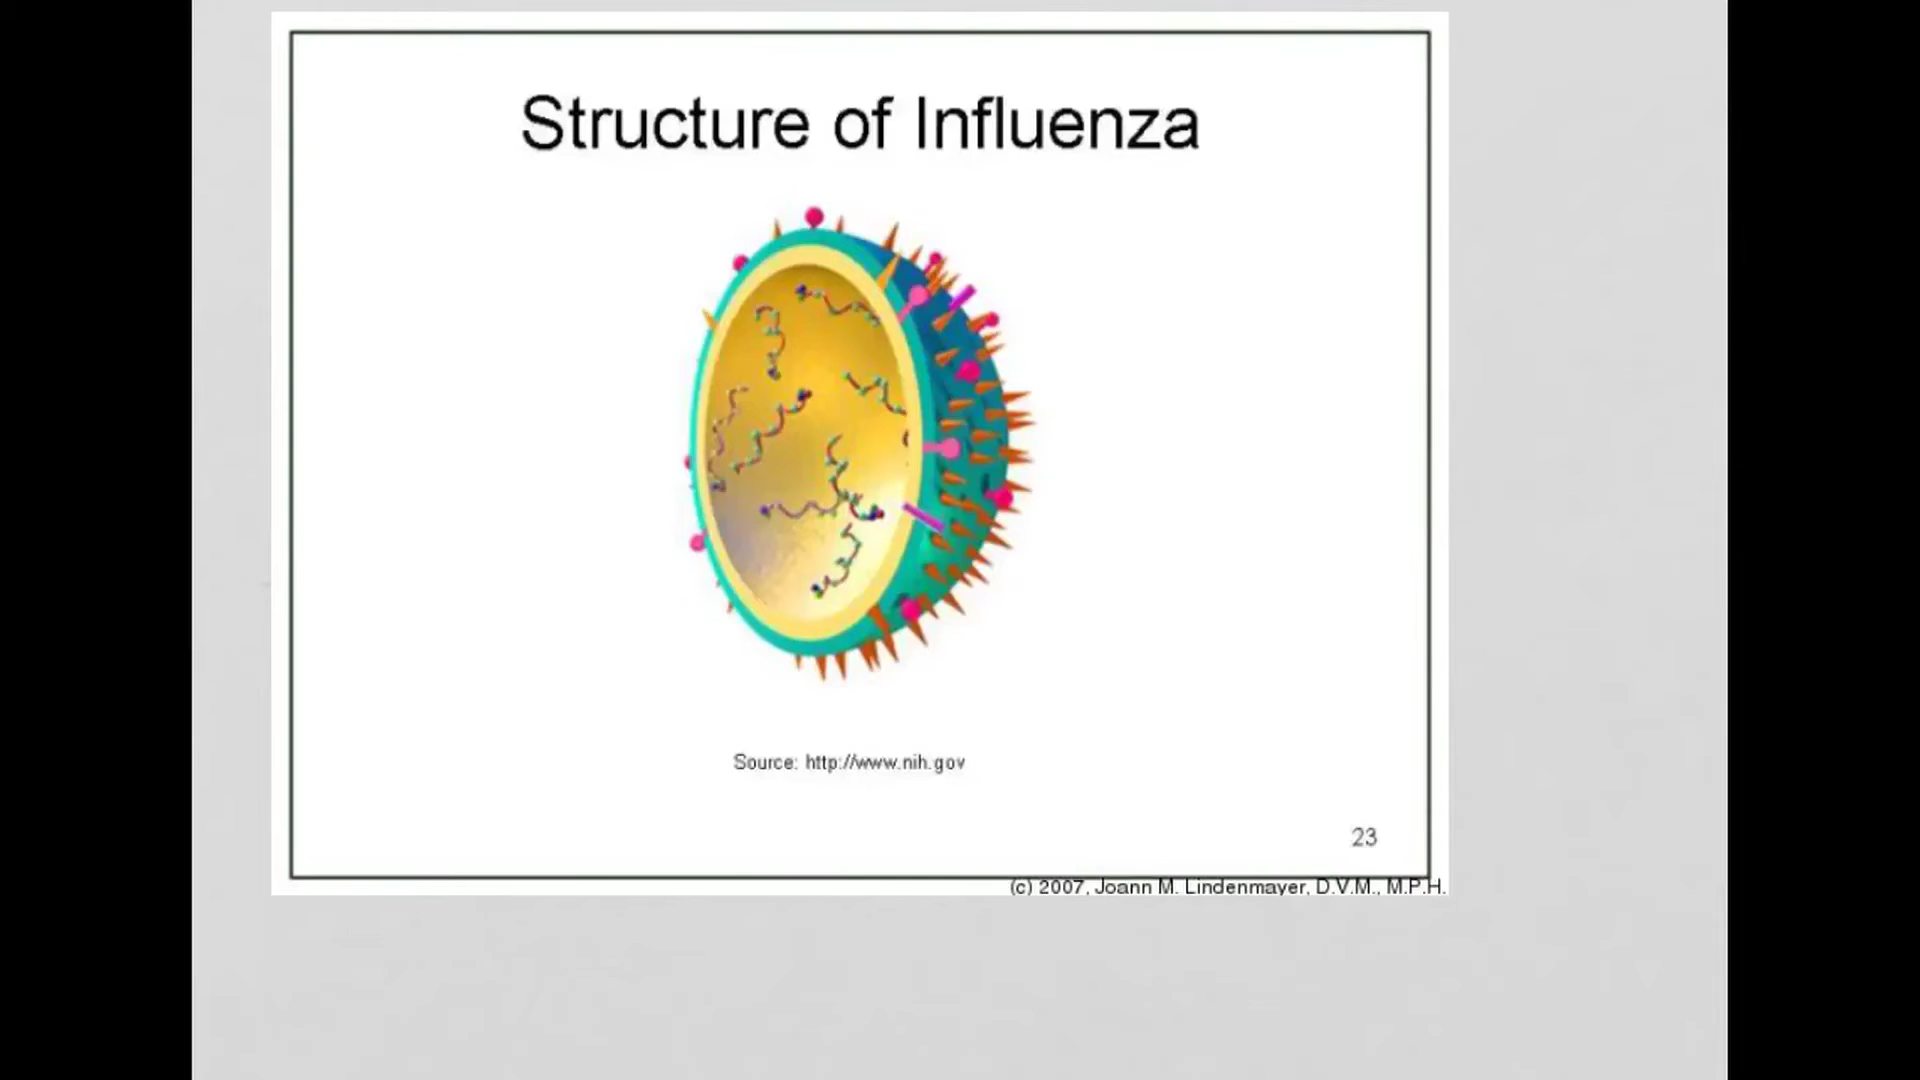 Structure of Influenza
Source: http://www.nih.gov
23
(c) 2007, Joann M. Lindenmayer, D.V.M., M.P.H.